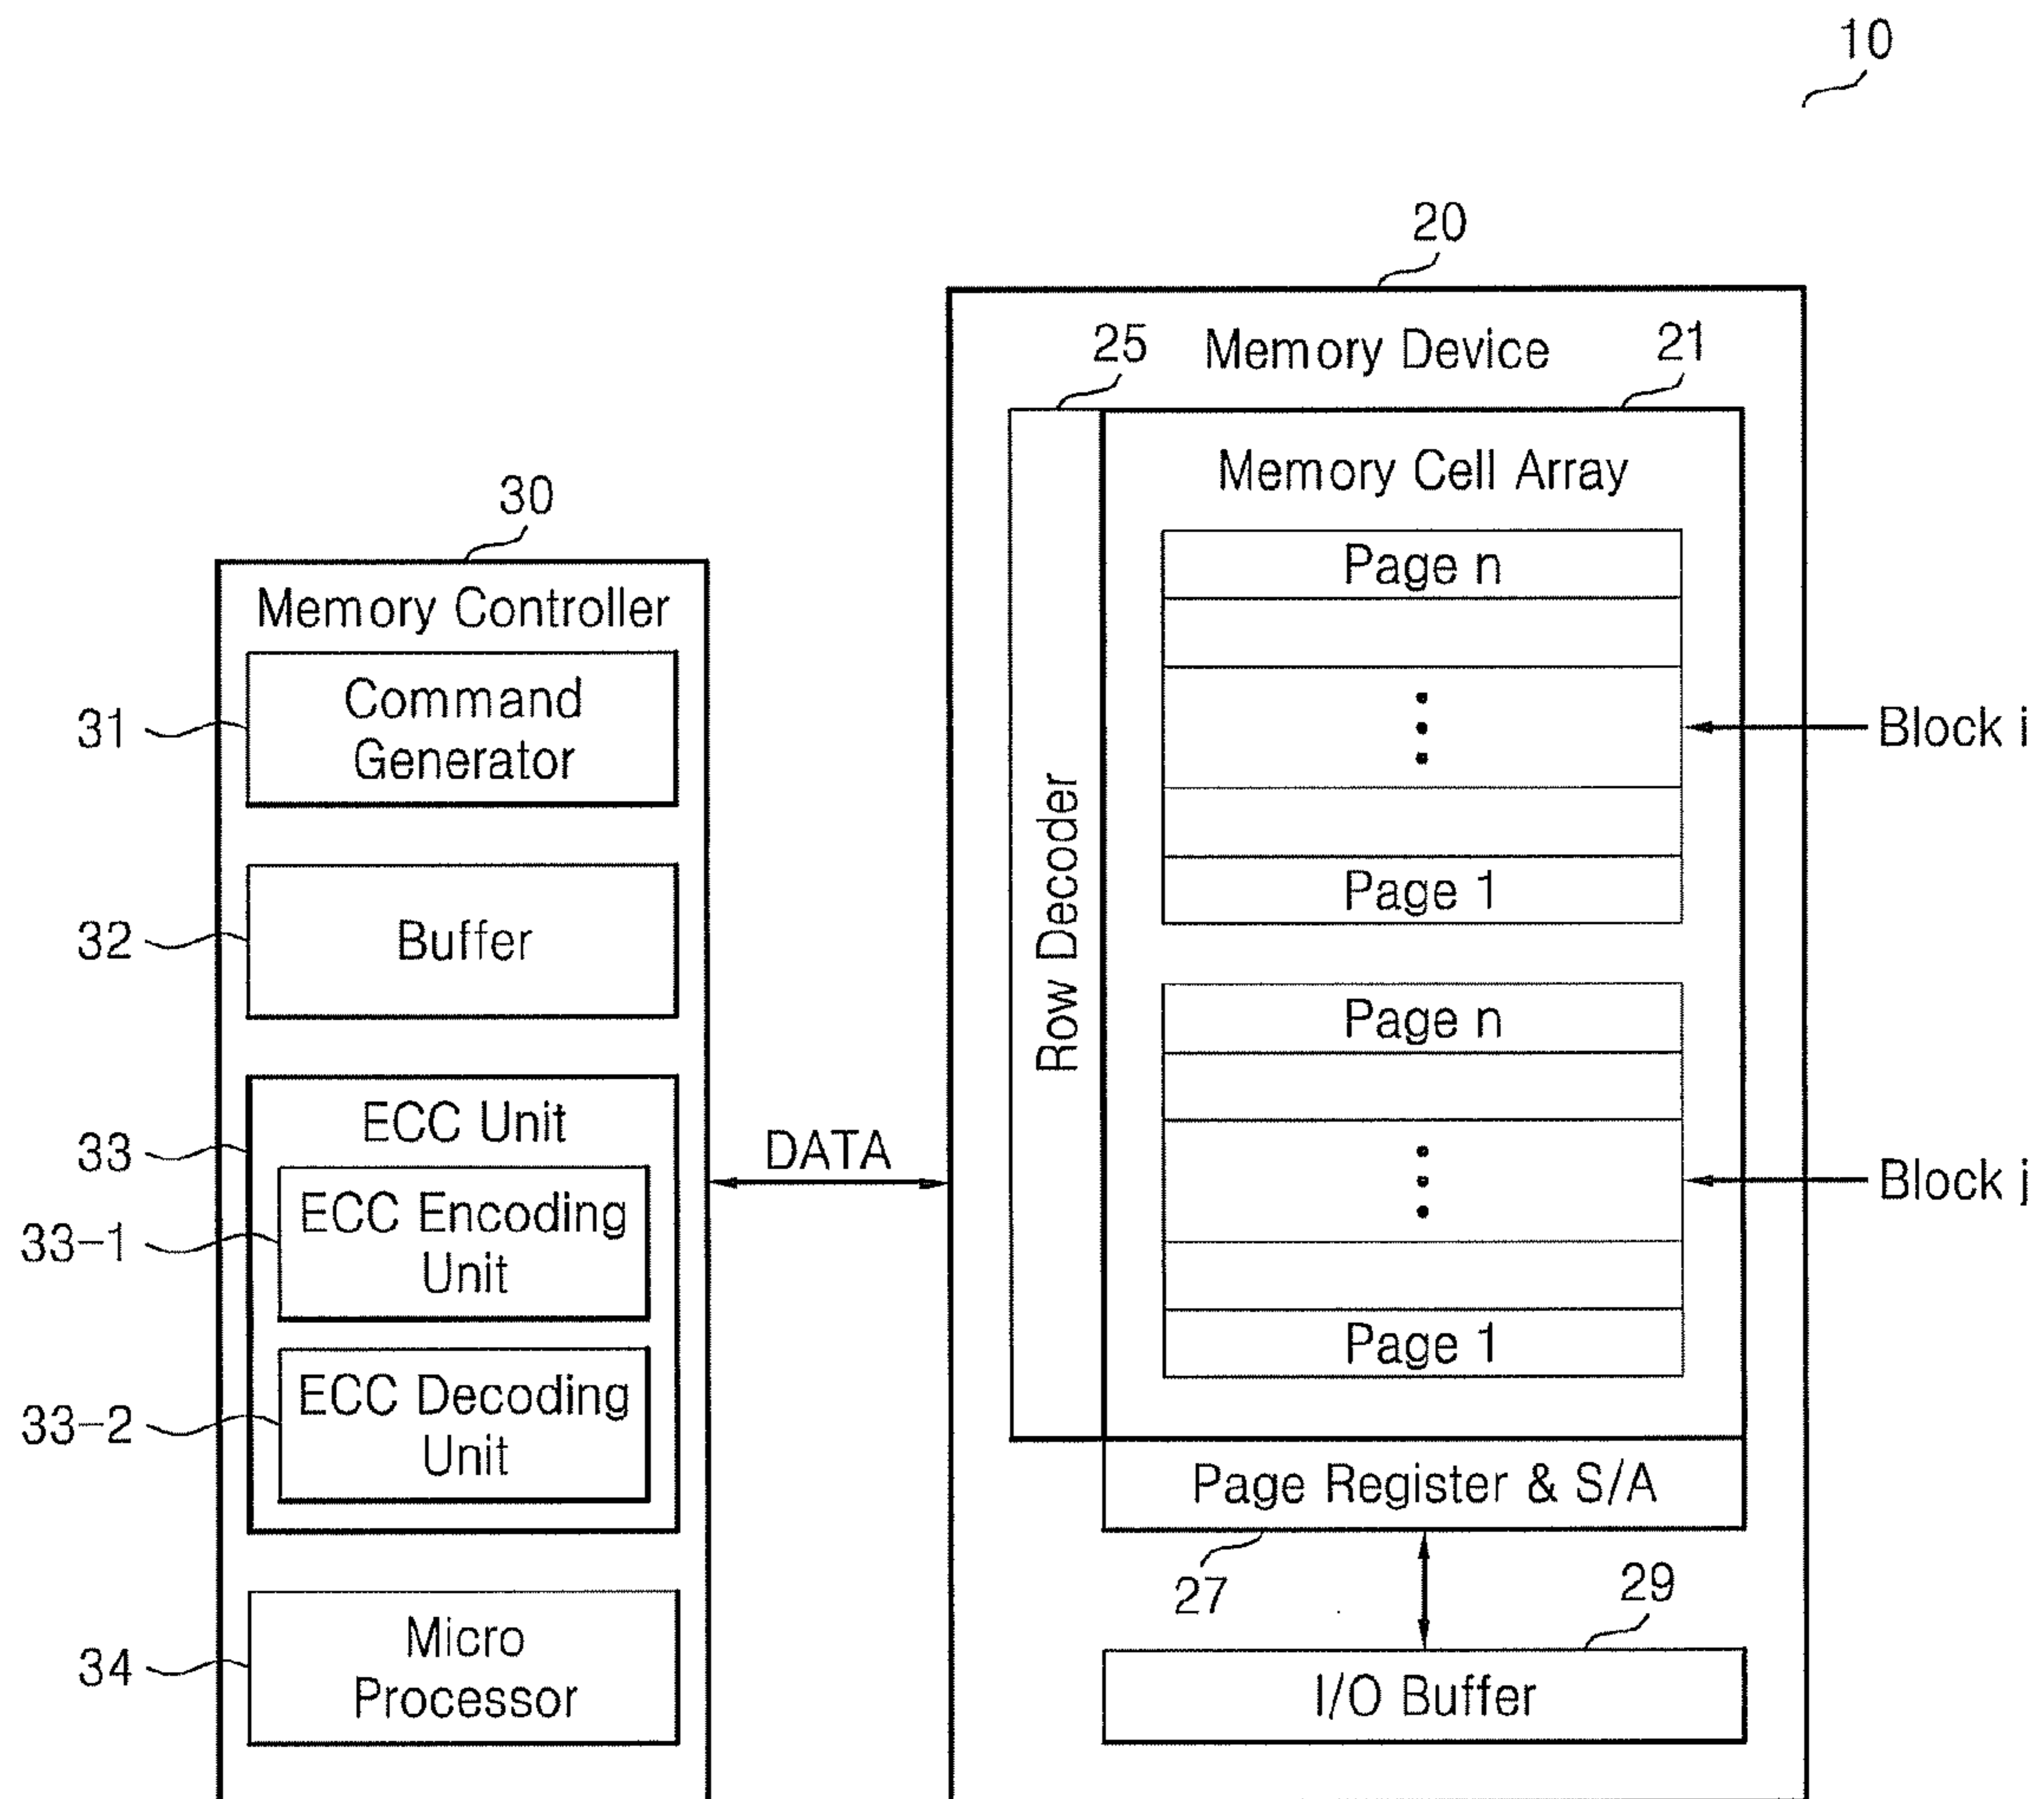 10
20
25
Memory Device
21
Memory Cell Array
30
Page n
Memory Controller
Command
Generator
31
Block i
Row Decoder
Page 1
32
Buffer
Page n
ECC Unit
33
DATA
Block j
ECC Encoding
Unit
33-1
Page 1
ECC Decoding
Unit
33-2
Page Register & S/A
27
29
Micro
Processor
34
I/O Buffer